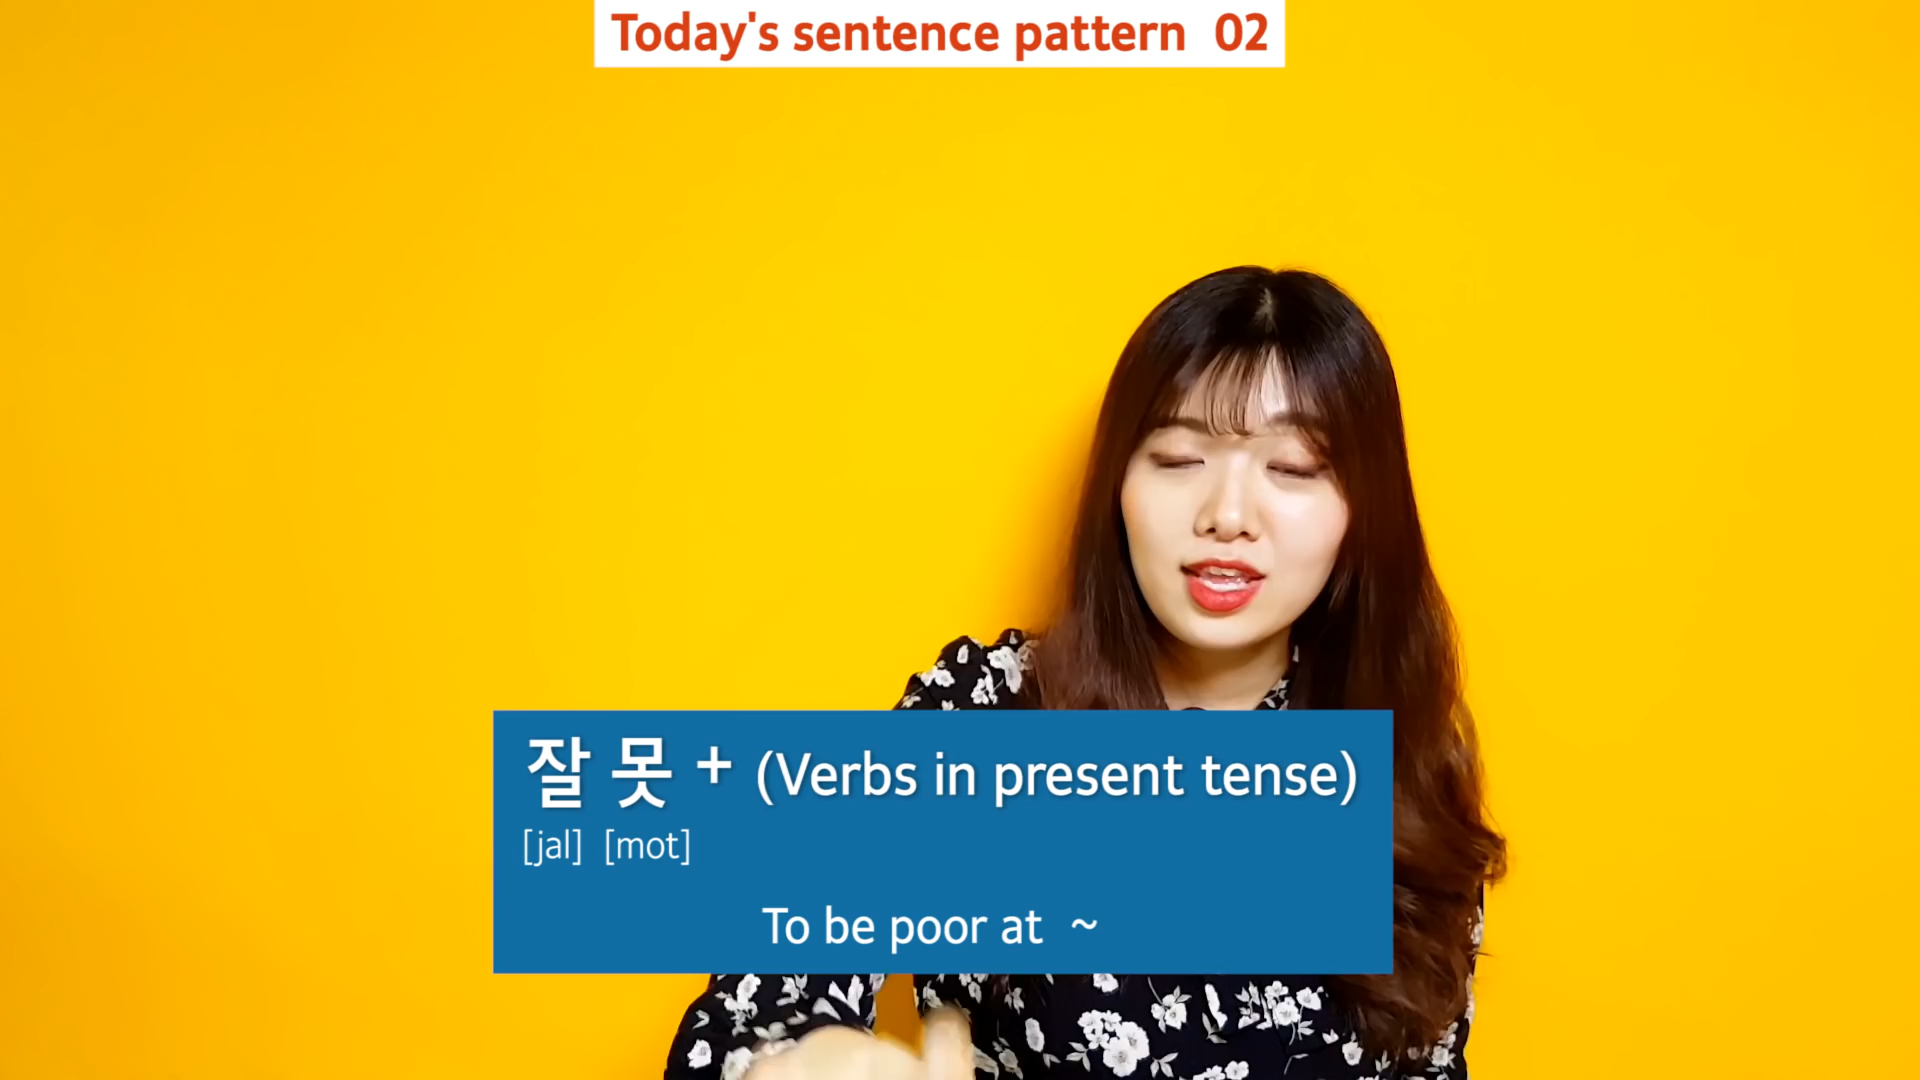 Today's sentence pattern 02
잘 못 + (Verbs in present tense)
[jal] [mot]
To be poor at ~